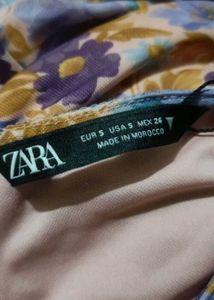 ZARA
EUR S USA S MEX 26
MADE IN MOROCCO